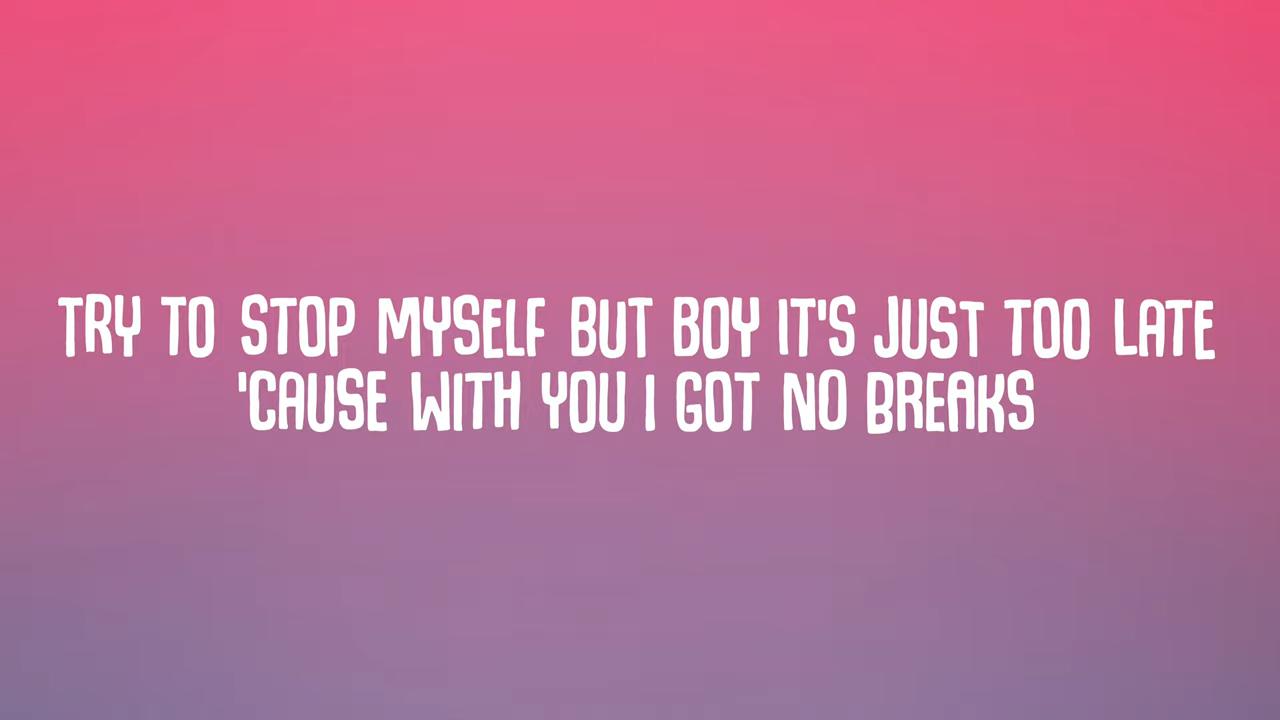 TRY TO STOP MYSELF BUT BOY IT'S JUST TOO LATE
'CAUSE WITH YOU I GOT NO BREAKS